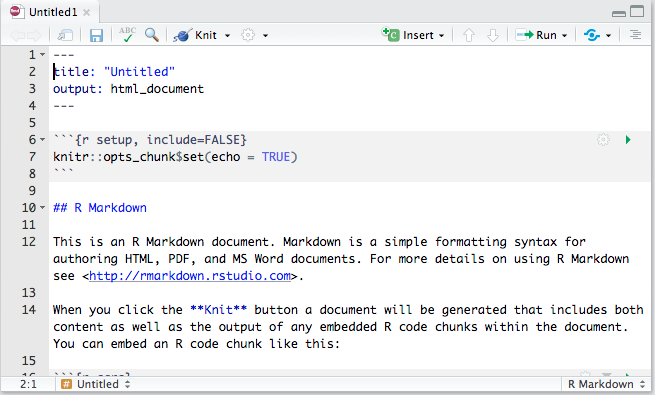 Untitled1
ABC Knit Insert Run
1 ---
2 title: "Untitled"
3 output: html_document
4 ---
5
6 ```{r setup, include=FALSE}
7 knitr::opts_chunk$set(echo = TRUE)
8 ```
9
10 ## R Markdown
11
12 This is an R Markdown document. Markdown is a simple formatting syntax for
authoring HTML, PDF, and MS Word documents. For more details on using R Markdown
see <http://rmarkdown.rstudio.com>.
13
14 When you click the **Knit** button a document will be generated that includes both
content as well as the output of any embedded R code chunks within the document.
You can embed an R code chunk like this:
15
16 ```{r cars}
2:1 # Untitled R Markdown